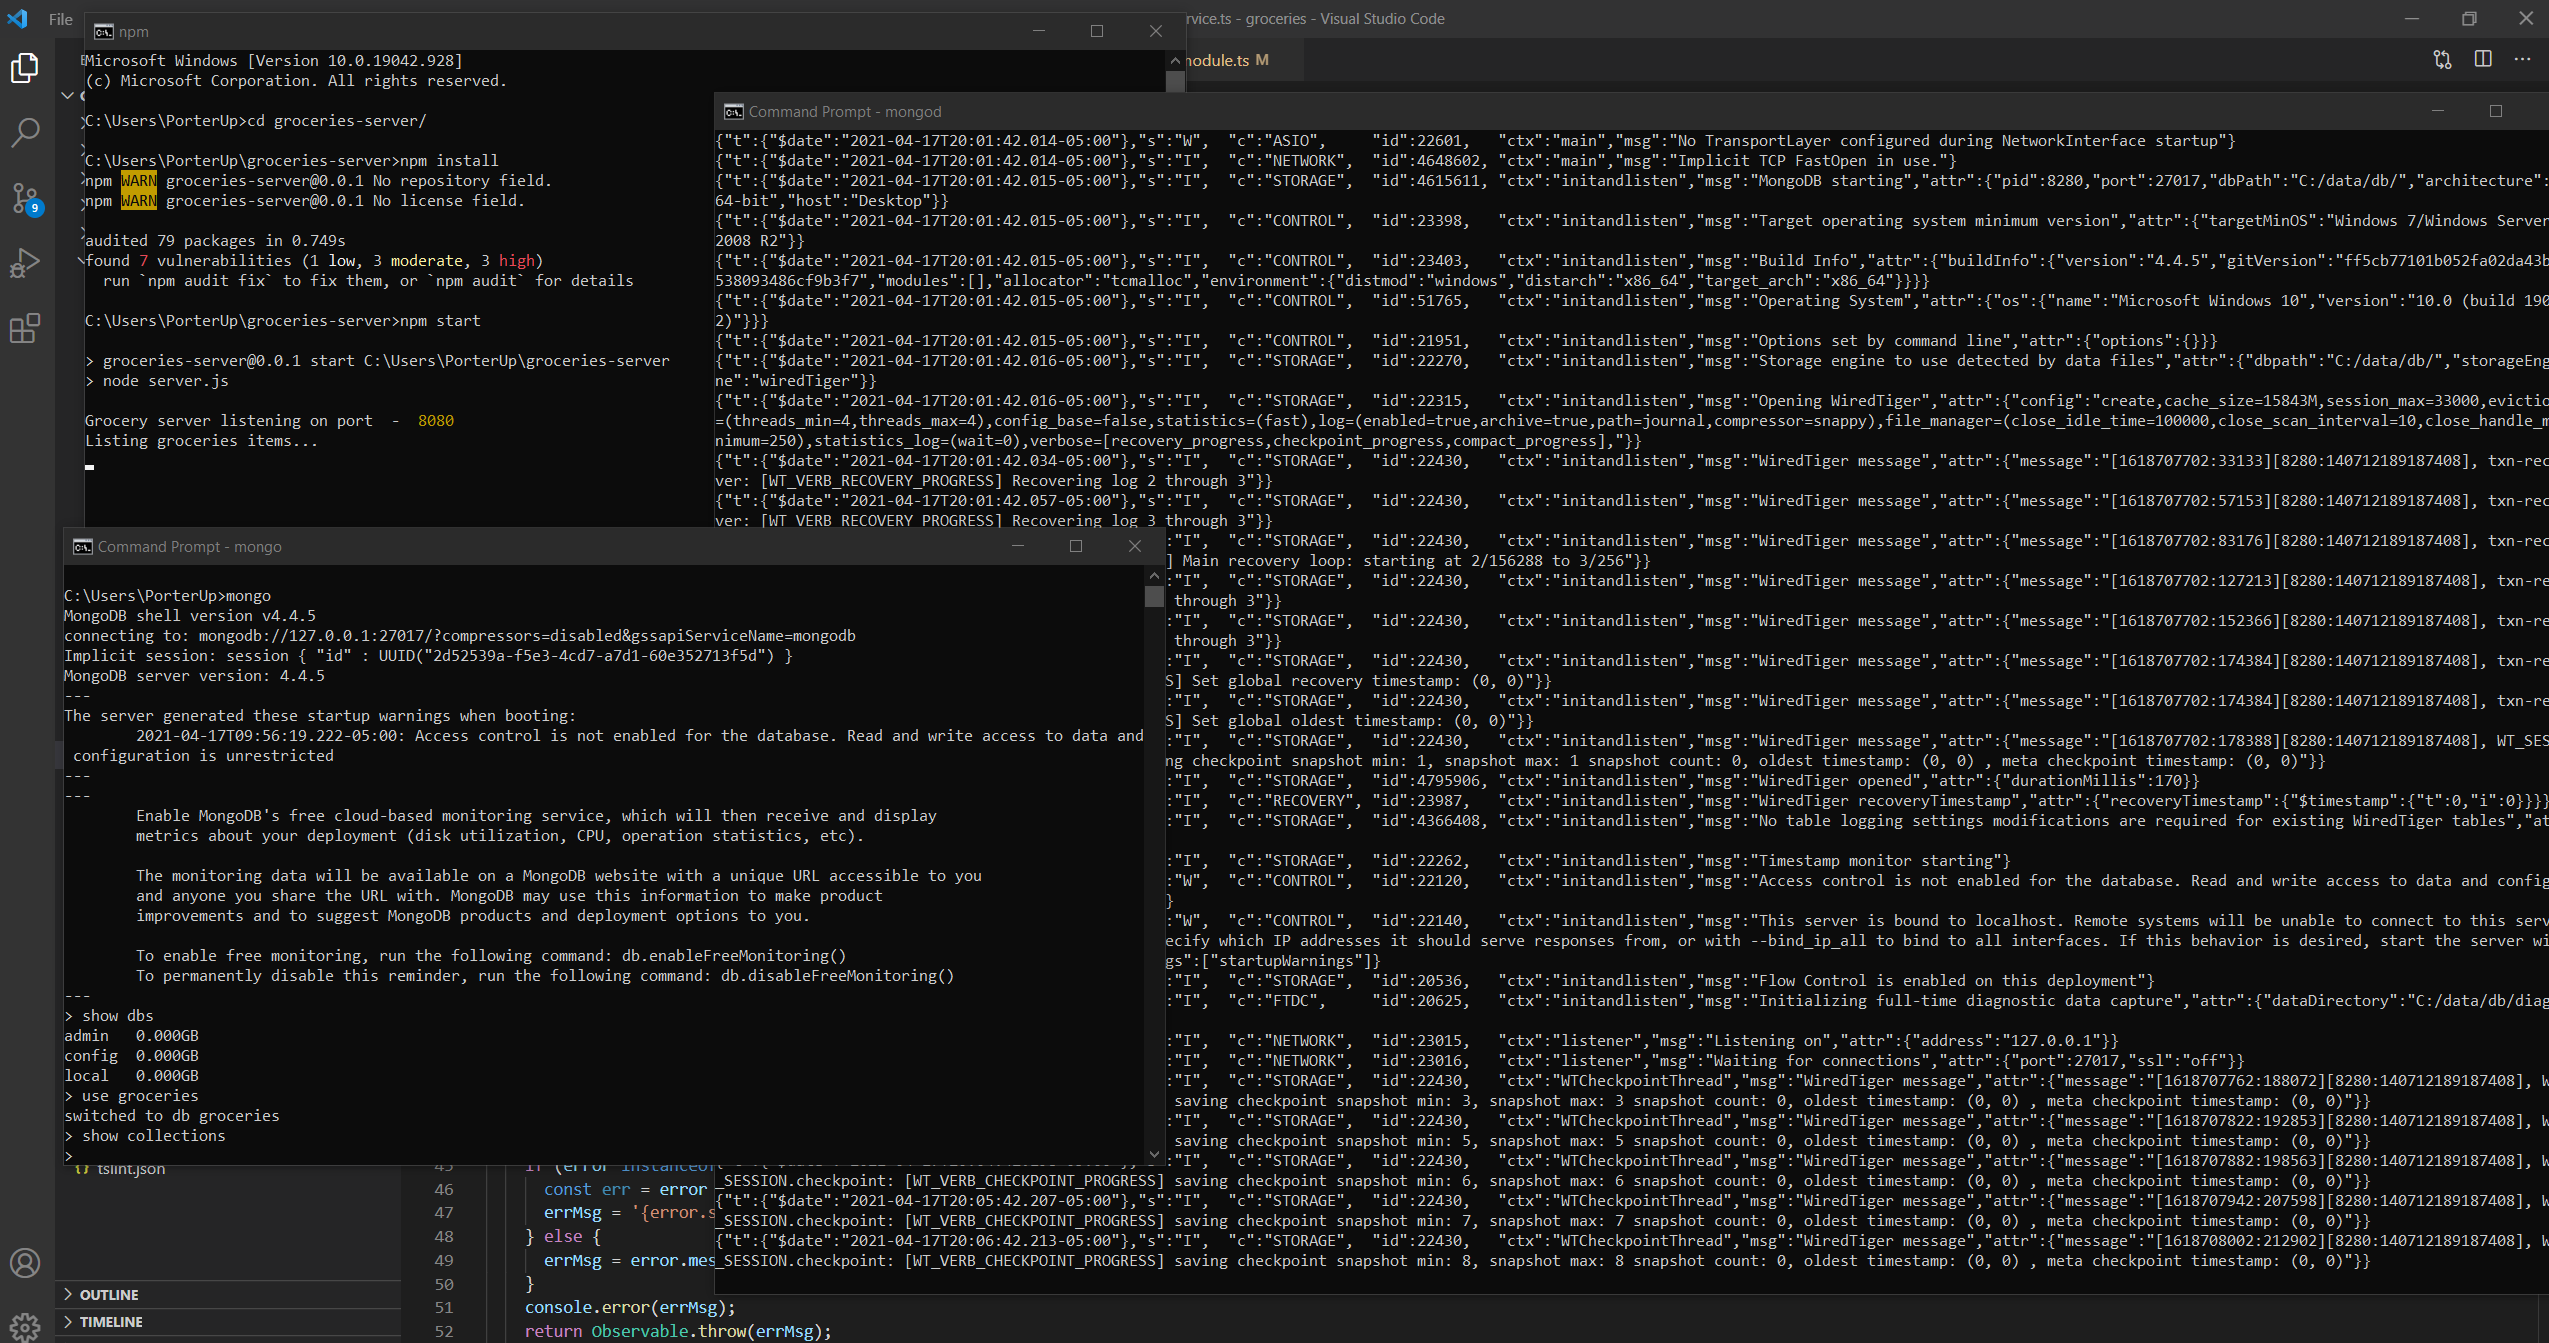 File
rvice.ts - groceries - Visual Studio Code
npm
Microsoft Windows [Version 10.0.19042.928]
(c) Microsoft Corporation. All rights reserved.
C:\Users\PorterUp>cd groceries-server/
C:\Users\PorterUp\groceries-server>npm install
npm WARN groceries-server@0.0.1 No repository field.
npm WARN groceries-server@0.0.1 No license field.
audited 79 packages in 0.749s
found 7 vulnerabilities (1 low, 3 moderate, 3 high)
run `npm audit fix` to fix them, or `npm audit` for details
C:\Users\PorterUp\groceries-server>npm start
> groceries-server@0.0.1 start C:\Users\PorterUp\groceries-server
> node server.js
Grocery server listening on port  -  8080
Listing groceries items...
module.ts M
9
Command Prompt - mongod
{"t":{"$date":"2021-04-17T20:01:42.014-05:00"},"s":"W",  "c":"ASIO",     "id":22601,   "ctx":"main","msg":"No TransportLayer configured during NetworkInterface startup"}
{"t":{"$date":"2021-04-17T20:01:42.014-05:00"},"s":"I",  "c":"NETWORK",  "id":4648602, "ctx":"main","msg":"Implicit TCP FastOpen in use."}
{"t":{"$date":"2021-04-17T20:01:42.015-05:00"},"s":"I",  "c":"STORAGE",  "id":4615611, "ctx":"initandlisten","msg":"MongoDB starting","attr":{"pid":8280,"port":27017,"dbPath":"C:/data/db/","architecture":
64-bit","host":"Desktop"}}
{"t":{"$date":"2021-04-17T20:01:42.015-05:00"},"s":"I",  "c":"CONTROL",  "id":23398,   "ctx":"initandlisten","msg":"Target operating system minimum version","attr":{"targetMinOS":"Windows 7/Windows Server
2008 R2"}}
{"t":{"$date":"2021-04-17T20:01:42.015-05:00"},"s":"I",  "c":"CONTROL",  "id":23403,   "ctx":"initandlisten","msg":"Build Info","attr":{"buildInfo":{"version":"4.4.5","gitVersion":"ff5cb77101b052fa02da43b
538093486cf9b3f7","modules":[],"allocator":"tcmalloc","environment":{"distmod":"windows","distarch":"x86_64","target_arch":"x86_64"}}}}
{"t":{"$date":"2021-04-17T20:01:42.015-05:00"},"s":"I",  "c":"CONTROL",  "id":51765,   "ctx":"initandlisten","msg":"Operating System","attr":{"os":{"name":"Microsoft Windows 10","version":"10.0 (build 190
2)"}}}
{"t":{"$date":"2021-04-17T20:01:42.015-05:00"},"s":"I",  "c":"CONTROL",  "id":21951,   "ctx":"initandlisten","msg":"Options set by command line","attr":{"options":{}}}
{"t":{"$date":"2021-04-17T20:01:42.016-05:00"},"s":"I",  "c":"STORAGE",  "id":22270,   "ctx":"initandlisten","msg":"Storage engine to use detected by data files","attr":{"dbpath":"C:/data/db/","storageEng
ne":"wiredTiger"}}
{"t":{"$date":"2021-04-17T20:01:42.016-05:00"},"s":"I",  "c":"STORAGE",  "id":22315,   "ctx":"initandlisten","msg":"Opening WiredTiger","attr":{"config":"create,cache_size=15843M,session_max=33000,evictio
=(threads_min=4,threads_max=4),config_base=false,statistics=(fast),log=(enabled=true,archive=true,path=journal,compressor=snappy),file_manager=(close_idle_time=100000,close_scan_interval=10,close_handle_m
nimum=250),statistics_log=(wait=0),verbose=[recovery_progress,checkpoint_progress,compact_progress],"}}
{"t":{"$date":"2021-04-17T20:01:42.034-05:00"},"s":"I",  "c":"STORAGE",  "id":22430,   "ctx":"initandlisten","msg":"WiredTiger message","attr":{"message":"[1618707702:33133][8280:140712189187408], txn-rec
ver: [WT_VERB_RECOVERY_PROGRESS] Recovering log 2 through 3"}}
{"t":{"$date":"2021-04-17T20:01:42.057-05:00"},"s":"I",  "c":"STORAGE",  "id":22430,   "ctx":"initandlisten","msg":"WiredTiger message","attr":{"message":"[1618707702:57153][8280:140712189187408], txn-rec
ver: [WT_VERB_RECOVERY_PROGRESS] Recovering log 3 through 3"}}
:"I",  "c":"STORAGE",  "id":22430,   "ctx":"initandlisten","msg":"WiredTiger message","attr":{"message":"[1618707702:83176][8280:140712189187408], txn-rec
] Main recovery loop: starting at 2/156288 to 3/256"}}
:"I",  "c":"STORAGE",  "id":22430,   "ctx":"initandlisten","msg":"WiredTiger message","attr":{"message":"[1618707702:127213][8280:140712189187408], txn-re
through 3"}}
:"I",  "c":"STORAGE",  "id":22430,   "ctx":"initandlisten","msg":"WiredTiger message","attr":{"message":"[1618707702:152366][8280:140712189187408], txn-re
through 3"}}
:"I",  "c":"STORAGE",  "id":22430,   "ctx":"initandlisten","msg":"WiredTiger message","attr":{"message":"[1618707702:174384][8280:140712189187408], txn-re
S] Set global recovery timestamp: (0, 0)"}}
:"I",  "c":"STORAGE",  "id":22430,   "ctx":"initandlisten","msg":"WiredTiger message","attr":{"message":"[1618707702:174384][8280:140712189187408], txn-re
S] Set global oldest timestamp: (0, 0)"}}
:"I",  "c":"STORAGE",  "id":22430,   "ctx":"initandlisten","msg":"WiredTiger message","attr":{"message":"[1618707702:178388][8280:140712189187408], WT_SES
ng checkpoint snapshot min: 1, snapshot max: 1 snapshot count: 0, oldest timestamp: (0, 0) , meta checkpoint timestamp: (0, 0)"}}
:"I",  "c":"STORAGE",  "id":4795906, "ctx":"initandlisten","msg":"WiredTiger opened","attr":{"durationMillis":170}}
:"I",  "c":"RECOVERY", "id":23987,   "ctx":"initandlisten","msg":"WiredTiger recoveryTimestamp","attr":{"recoveryTimestamp":{"$timestamp":{"t":0,"i":0}}}}
:"I",  "c":"STORAGE",  "id":4366408, "ctx":"initandlisten","msg":"No table logging settings modifications are required for existing WiredTiger tables","at
:"I",  "c":"STORAGE",  "id":22262,   "ctx":"initandlisten","msg":"Timestamp monitor starting"}
:"W",  "c":"CONTROL",  "id":22120,   "ctx":"initandlisten","msg":"Access control is not enabled for the database. Read and write access to data and config
}
:"W",  "c":"CONTROL",  "id":22140,   "ctx":"initandlisten","msg":"This server is bound to localhost. Remote systems will be unable to connect to this serv
ecify which IP addresses it should serve responses from, or with --bind_ip_all to bind to all interfaces. If this behavior is desired, start the server wi
gs":["startupWarnings"]}
:"I",  "c":"STORAGE",  "id":20536,   "ctx":"initandlisten","msg":"Flow Control is enabled on this deployment"}
:"I",  "c":"FTDC",     "id":20625,   "ctx":"initandlisten","msg":"Initializing full-time diagnostic data capture","attr":{"dataDirectory":"C:/data/db/diag
:"I",  "c":"NETWORK",  "id":23015,   "ctx":"listener","msg":"Listening on","attr":{"address":"127.0.0.1"}}
:"I",  "c":"NETWORK",  "id":23016,   "ctx":"listener","msg":"Waiting for connections","attr":{"port":27017,"ssl":"off"}}
:"I",  "c":"STORAGE",  "id":22430,   "ctx":"WTCheckpointThread","msg":"WiredTiger message","attr":{"message":"[1618707762:188072][8280:140712189187408], W
saving checkpoint snapshot min: 3, snapshot max: 3 snapshot count: 0, oldest timestamp: (0, 0) , meta checkpoint timestamp: (0, 0)"}}
:"I",  "c":"STORAGE",  "id":22430,   "ctx":"WTCheckpointThread","msg":"WiredTiger message","attr":{"message":"[1618707822:192853][8280:140712189187408], W
saving checkpoint snapshot min: 5, snapshot max: 5 snapshot count: 0, oldest timestamp: (0, 0) , meta checkpoint timestamp: (0, 0)"}}
:"I",  "c":"STORAGE",  "id":22430,   "ctx":"WTCheckpointThread","msg":"WiredTiger message","attr":{"message":"[1618707882:198563][8280:140712189187408], W
_SESSION.checkpoint: [WT_VERB_CHECKPOINT_PROGRESS] saving checkpoint snapshot min: 6, snapshot max: 6 snapshot count: 0, oldest timestamp: (0, 0) , meta checkpoint timestamp: (0, 0)"}}
{"t":{"$date":"2021-04-17T20:05:42.207-05:00"},"s":"I",  "c":"STORAGE",  "id":22430,   "ctx":"WTCheckpointThread","msg":"WiredTiger message","attr":{"message":"[1618707942:207598][8280:140712189187408], W
_SESSION.checkpoint: [WT_VERB_CHECKPOINT_PROGRESS] saving checkpoint snapshot min: 7, snapshot max: 7 snapshot count: 0, oldest timestamp: (0, 0) , meta checkpoint timestamp: (0, 0)"}}
{"t":{"$date":"2021-04-17T20:06:42.213-05:00"},"s":"I",  "c":"STORAGE",  "id":22430,   "ctx":"WTCheckpointThread","msg":"WiredTiger message","attr":{"message":"[1618708002:212902][8280:140712189187408], W
_SESSION.checkpoint: [WT_VERB_CHECKPOINT_PROGRESS] saving checkpoint snapshot min: 8, snapshot max: 8 snapshot count: 0, oldest timestamp: (0, 0) , meta checkpoint timestamp: (0, 0)"}}
Command Prompt - mongo
C:\Users\PorterUp>mongo
MongoDB shell version v4.4.5
connecting to: mongodb://127.0.0.1:27017/?compressors=disabled&gssapiServiceName=mongodb
Implicit session: session { "id" : UUID("2d52539a-f5e3-4cd7-a7d1-60e352713f5d") }
MongoDB server version: 4.4.5
---
The server generated these startup warnings when booting:
2021-04-17T09:56:19.222-05:00: Access control is not enabled for the database. Read and write access to data and
configuration is unrestricted
---
---
Enable MongoDB's free cloud-based monitoring service, which will then receive and display
metrics about your deployment (disk utilization, CPU, operation statistics, etc).
The monitoring data will be available on a MongoDB website with a unique URL accessible to you
and anyone you share the URL with. MongoDB may use this information to make product
improvements and to suggest MongoDB products and deployment options to you.
To enable free monitoring, run the following command: db.enableFreeMonitoring()
To permanently disable this reminder, run the following command: db.disableFreeMonitoring()
---
> show dbs
admin   0.000GB
config  0.000GB
local   0.000GB
> use groceries
switched to db groceries
> show collections
>
{} tslint.json
45 if (error instanceof
46 const err = error
47 errMsg = '{error.s
48 } else {
49 errMsg = error.mes
50 }
51 console.error(errMsg);
52 return Observable.throw(errMsg);
OUTLINE
TIMELINE